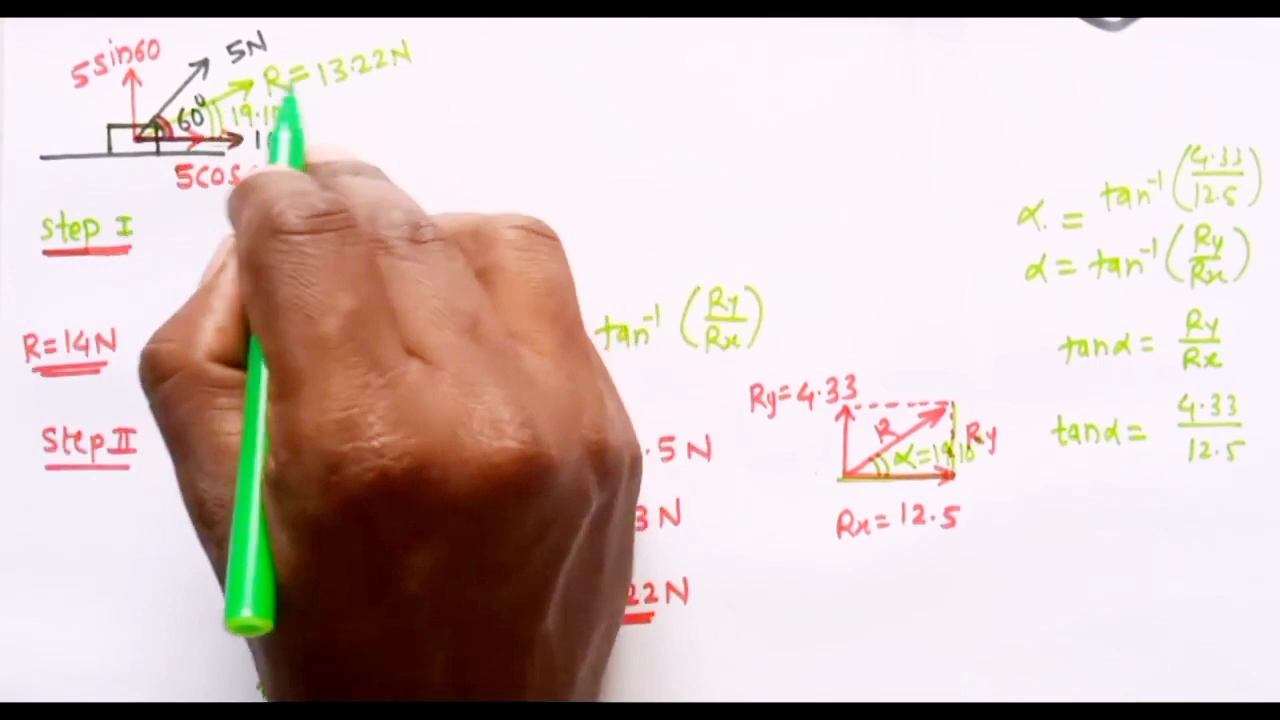 5sin60
5N
R = 13.22N
60°
19.1
5cos
Step I
R=14N
Step II
tan⁻¹ (Ry/Rx)
.5 N
3 N
22 N
Ry=4.33
R
α=19.10
Ry
Rx = 12.5
α. = tan⁻¹ (4.33/12.5)
α = tan⁻¹ (Ry/Rx)
tanα = Ry/Rx
tanα = 4.33/12.5